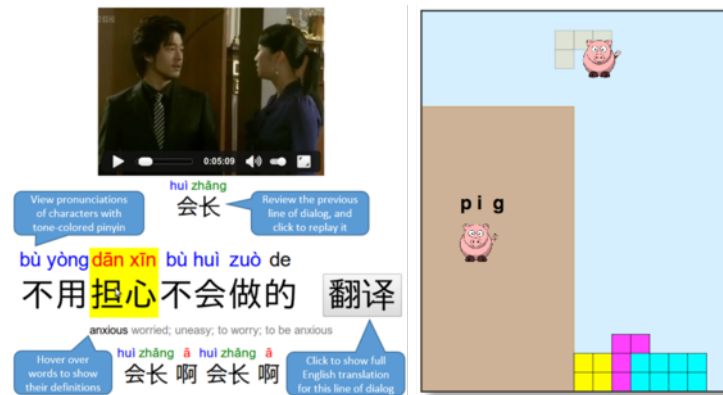 0:05:09
huì zhǎng
会长
View pronunciations
of characters with
tone-colored pinyin
Review the previous
line of dialog, and
click to replay it
bù yòng dān xīn bù huì zuò de
不用担心不会做的
翻译
anxious worried; uneasy; to worry; to be anxious
Hover over
words to show
their definitions
huì zhǎng ā huì zhǎng ā
会长 啊 会长 啊
Click to show full
English translation
for this line of dialog
pig